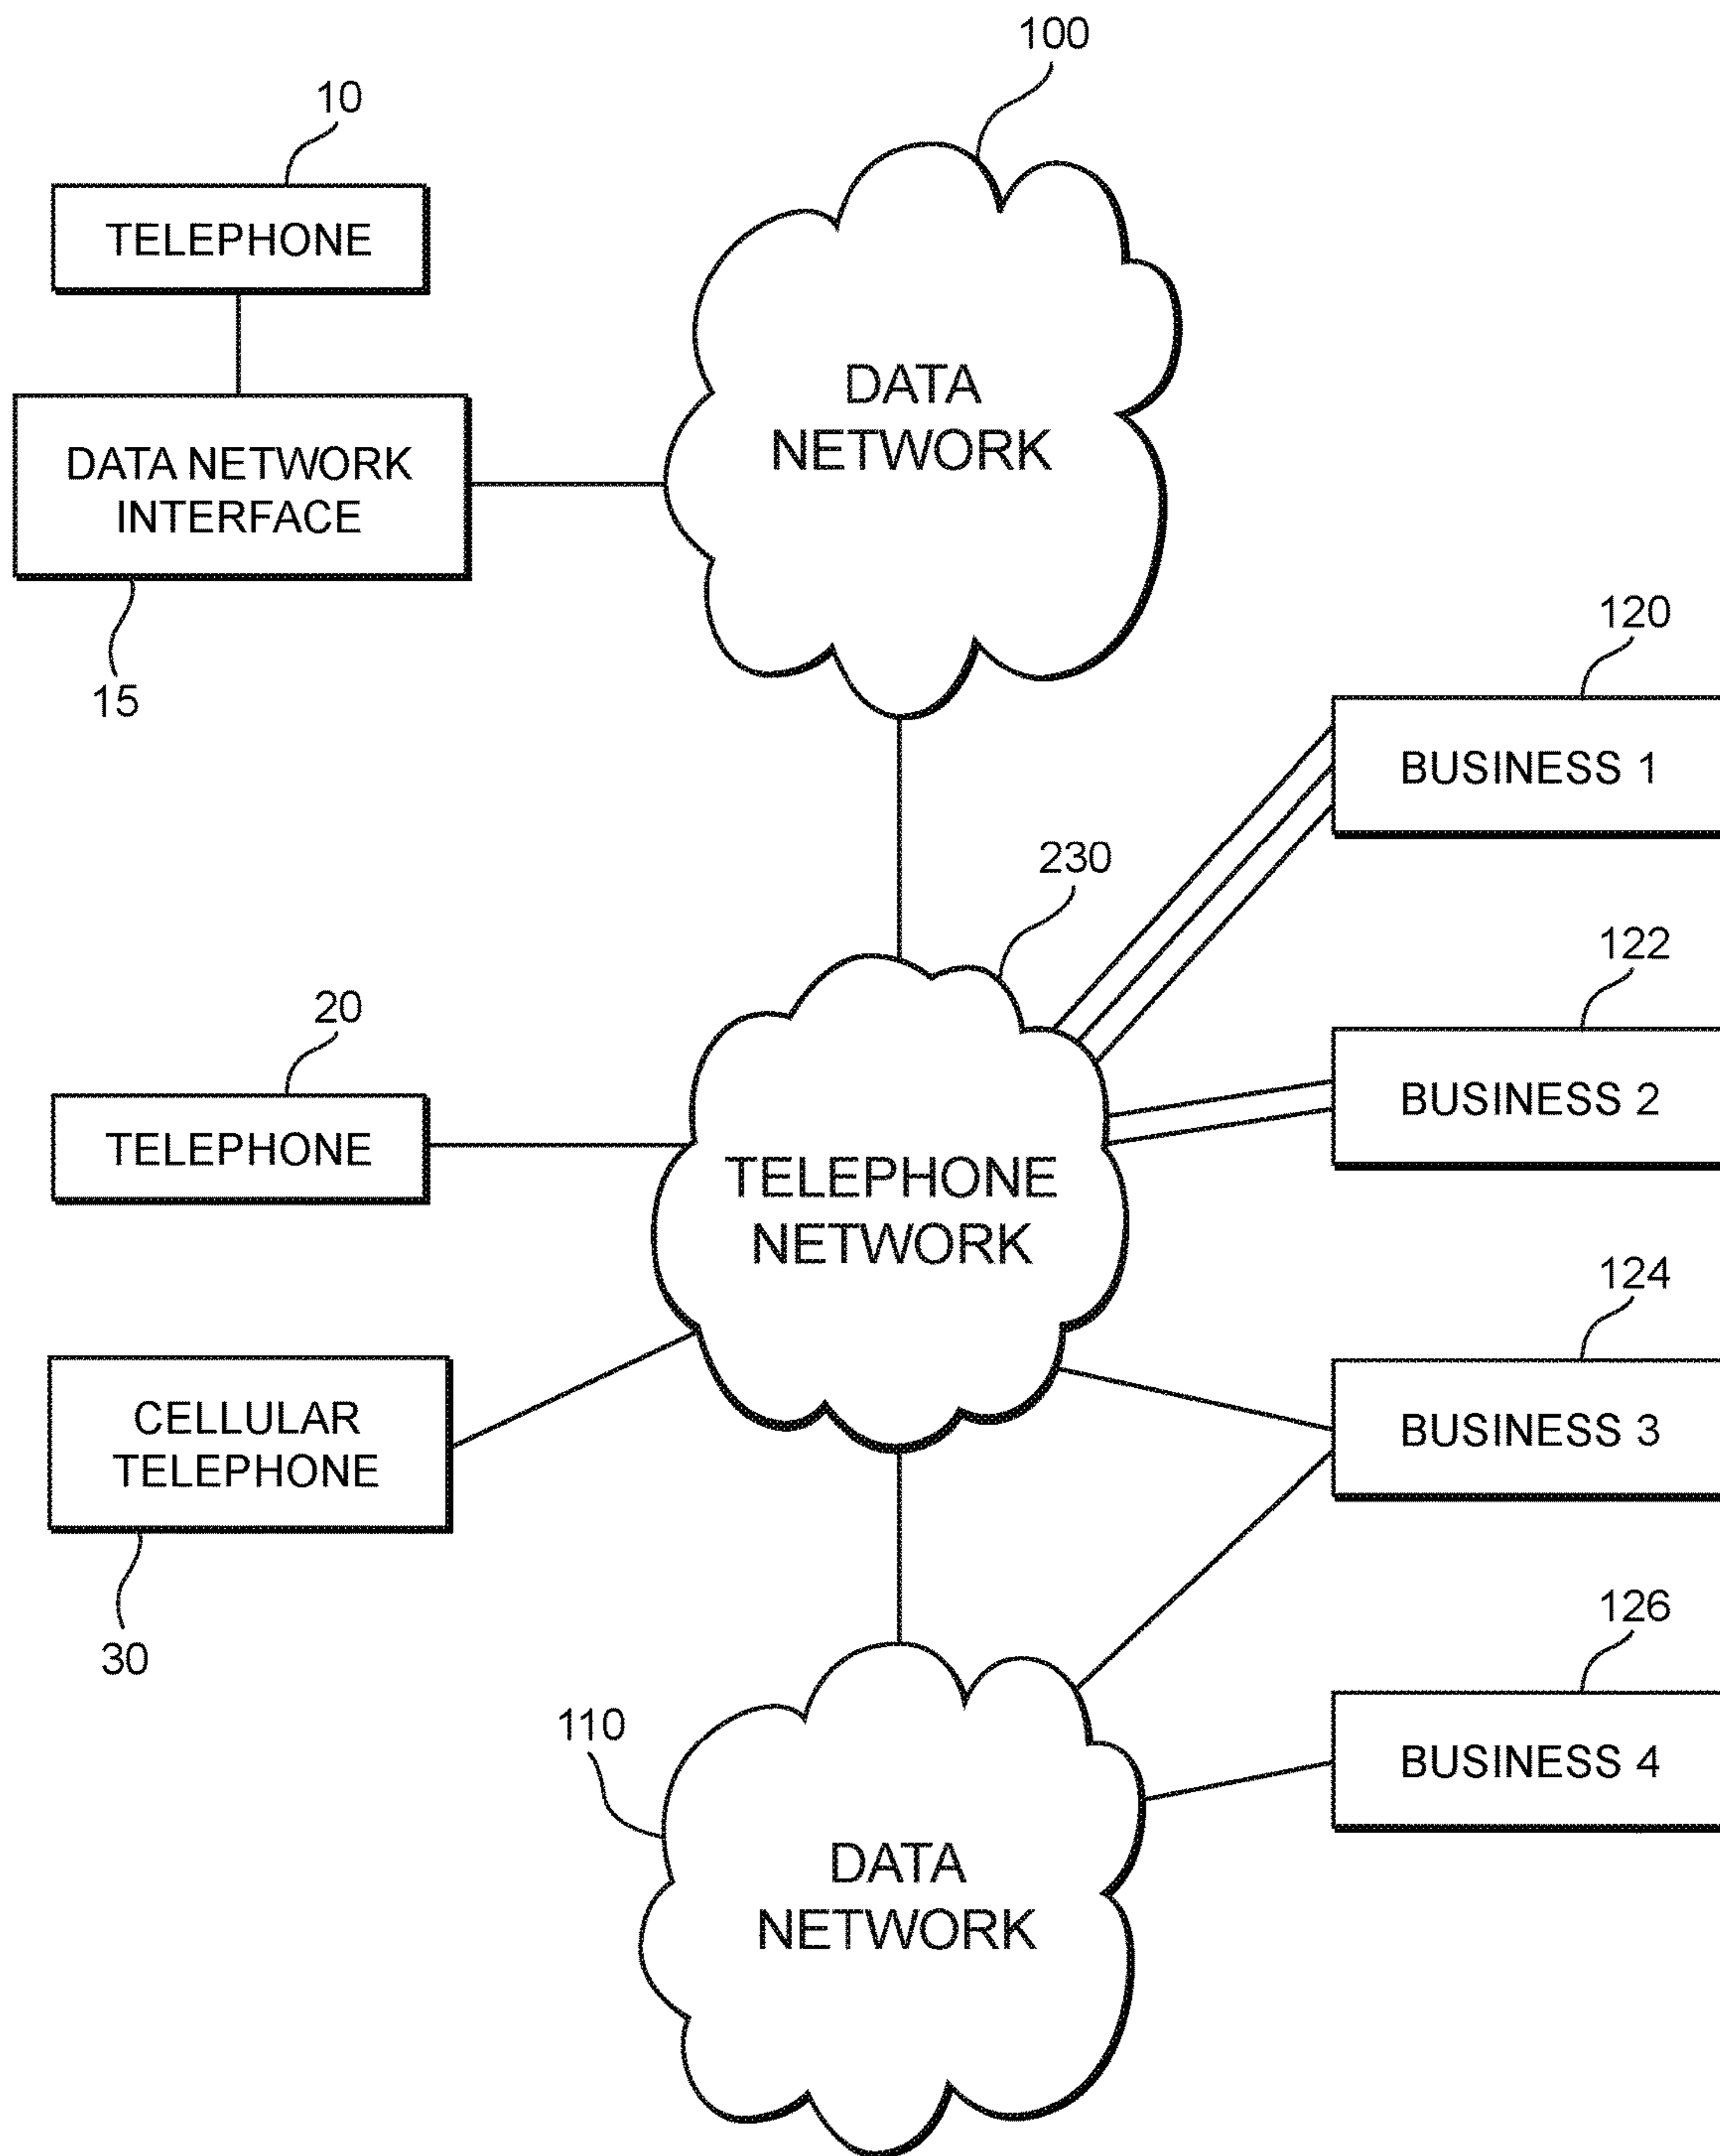 100
10
TELEPHONE
DATA
NETWORK
DATA NETWORK
INTERFACE
15
120
BUSINESS 1
230
122
20
BUSINESS 2
TELEPHONE
TELEPHONE
NETWORK
124
CELLULAR
TELEPHONE
BUSINESS 3
30
126
110
BUSINESS 4
DATA
NETWORK